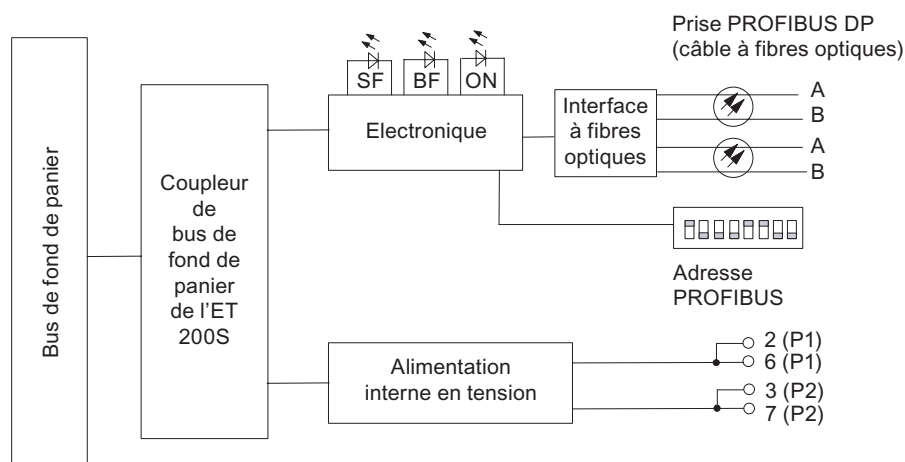 Prise PROFIBUS DP
(câble à fibres optiques)
SF
BF
ON
Electronique
Interface
à fibres
optiques
A
B
A
B
Bus de fond de panier
Coupleur
de
bus de
fond de
panier
de l'ET
200S
Adresse
PROFIBUS
Alimentation
interne en tension
2 (P1)
6 (P1)
3 (P2)
7 (P2)